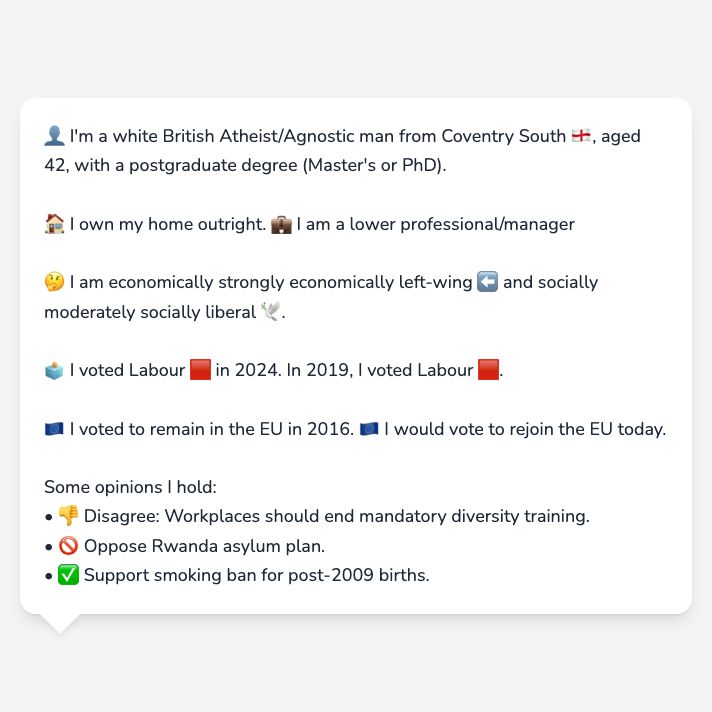 👤 I'm a white British Atheist/Agnostic man from Coventry South 🏴󠁧󠁢󠁥󠁮󠁧󠁿, aged
42, with a postgraduate degree (Master's or PhD).
🏠 I own my home outright. 💼 I am a lower professional/manager
🤔 I am economically strongly economically left-wing ⬅️ and socially
moderately socially liberal 🕊️.
🗳️ I voted Labour 🟥 in 2024. In 2019, I voted Labour 🟥.
🇪🇺 I voted to remain in the EU in 2016. 🇪🇺 I would vote to rejoin the EU today.
Some opinions I hold:
• 👎 Disagree: Workplaces should end mandatory diversity training.
• 🚫 Oppose Rwanda asylum plan.
• ✅ Support smoking ban for post-2009 births.